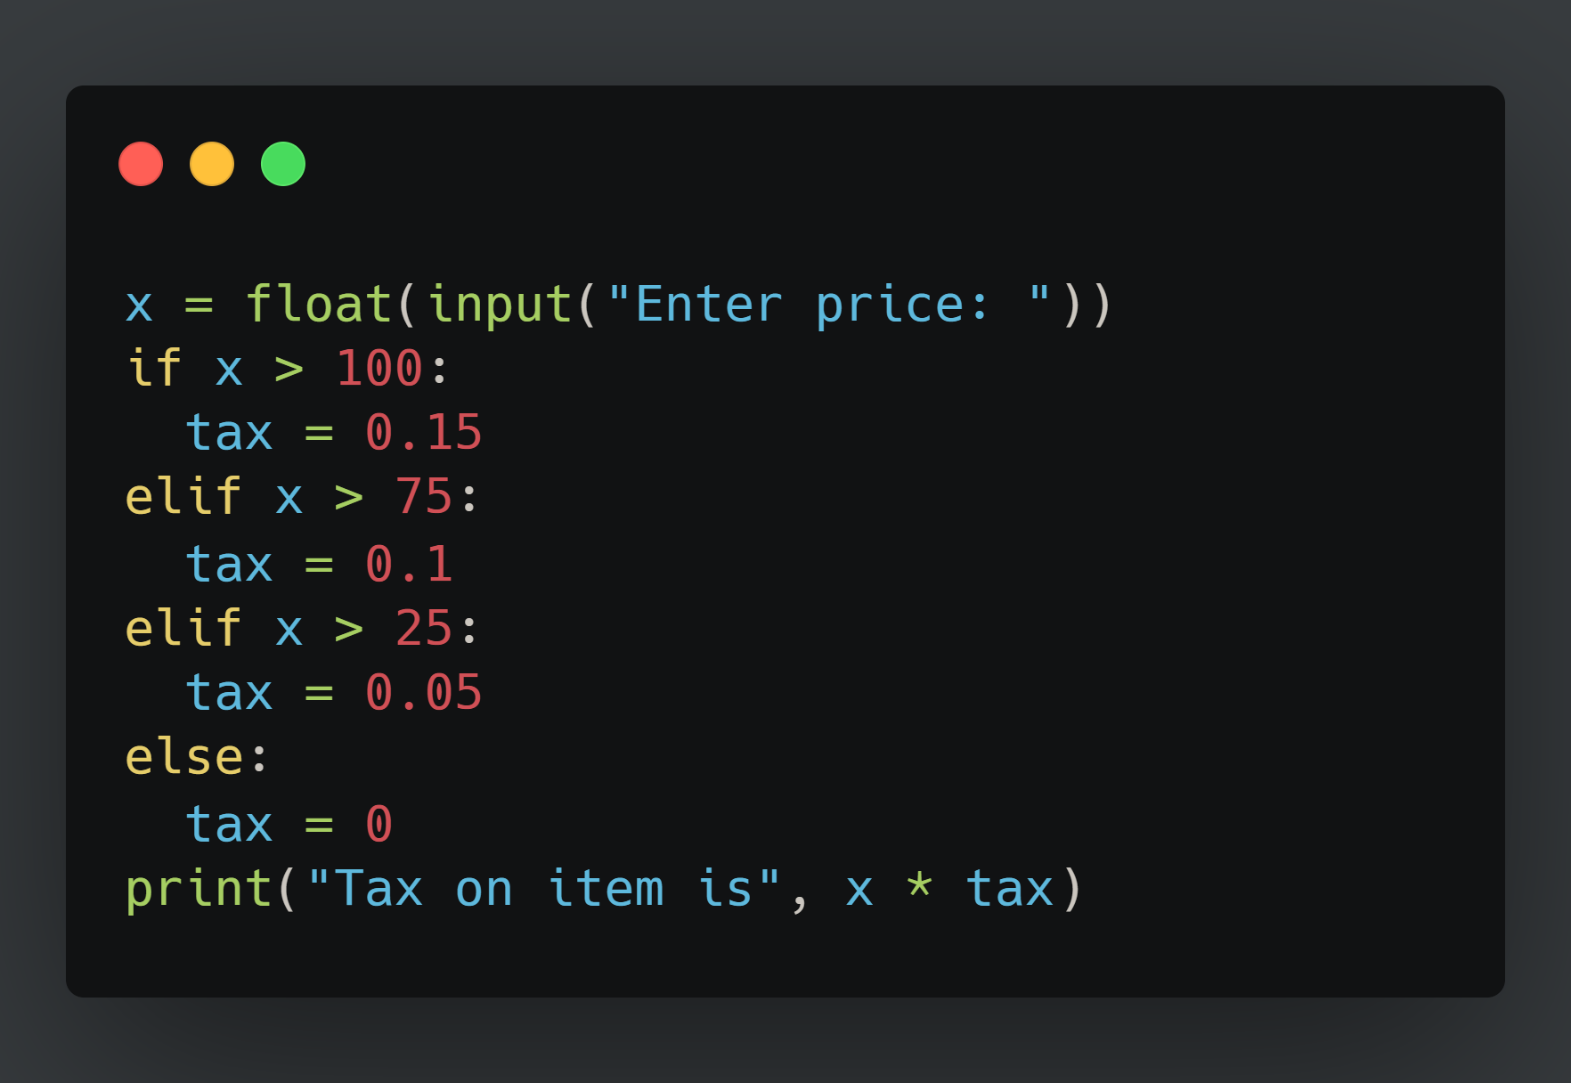 x = float(input("Enter price: "))
if x > 100:
  tax = 0.15
elif x > 75:
  tax = 0.1
elif x > 25:
  tax = 0.05
else:
  tax = 0
print("Tax on item is", x * tax)